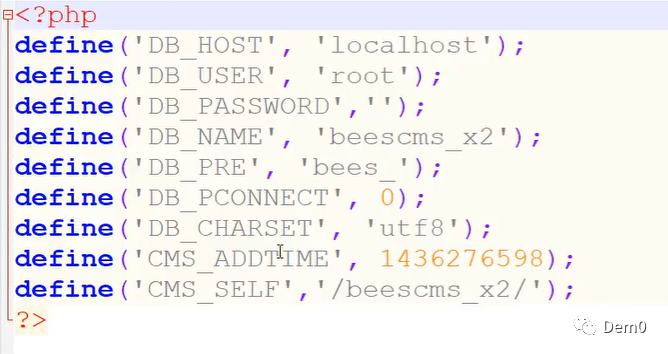 <?php
define('DB_HOST', 'localhost');
define('DB_USER', 'root');
define('DB_PASSWORD','');
define('DB_NAME', 'beescms_x2');
define('DB_PRE', 'bees_');
define('DB_PCONNECT', 0);
define('DB_CHARSET', 'utf8');
define('CMS_ADDTIME', 1436276598);
define('CMS_SELF','/beescms_x2/');
?>
Dem0